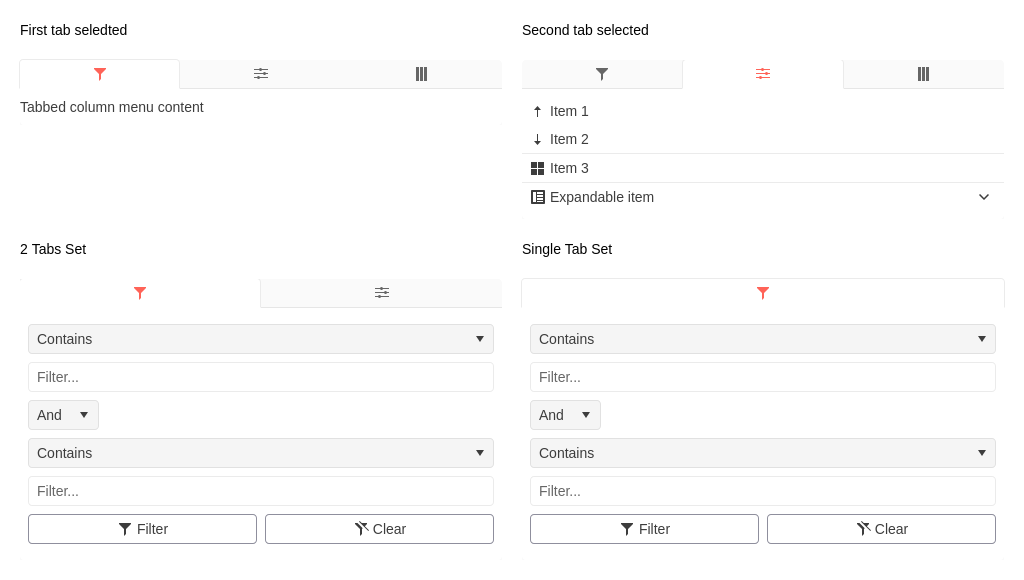 First tab seledted
Tabbed column menu content
Second tab selected
Item 1
Item 2
Item 3
Expandable item
2 Tabs Set
Contains
Filter...
And
Contains
Filter...
Filter Clear
Single Tab Set
Contains
Filter...
And
Contains
Filter...
Filter Clear